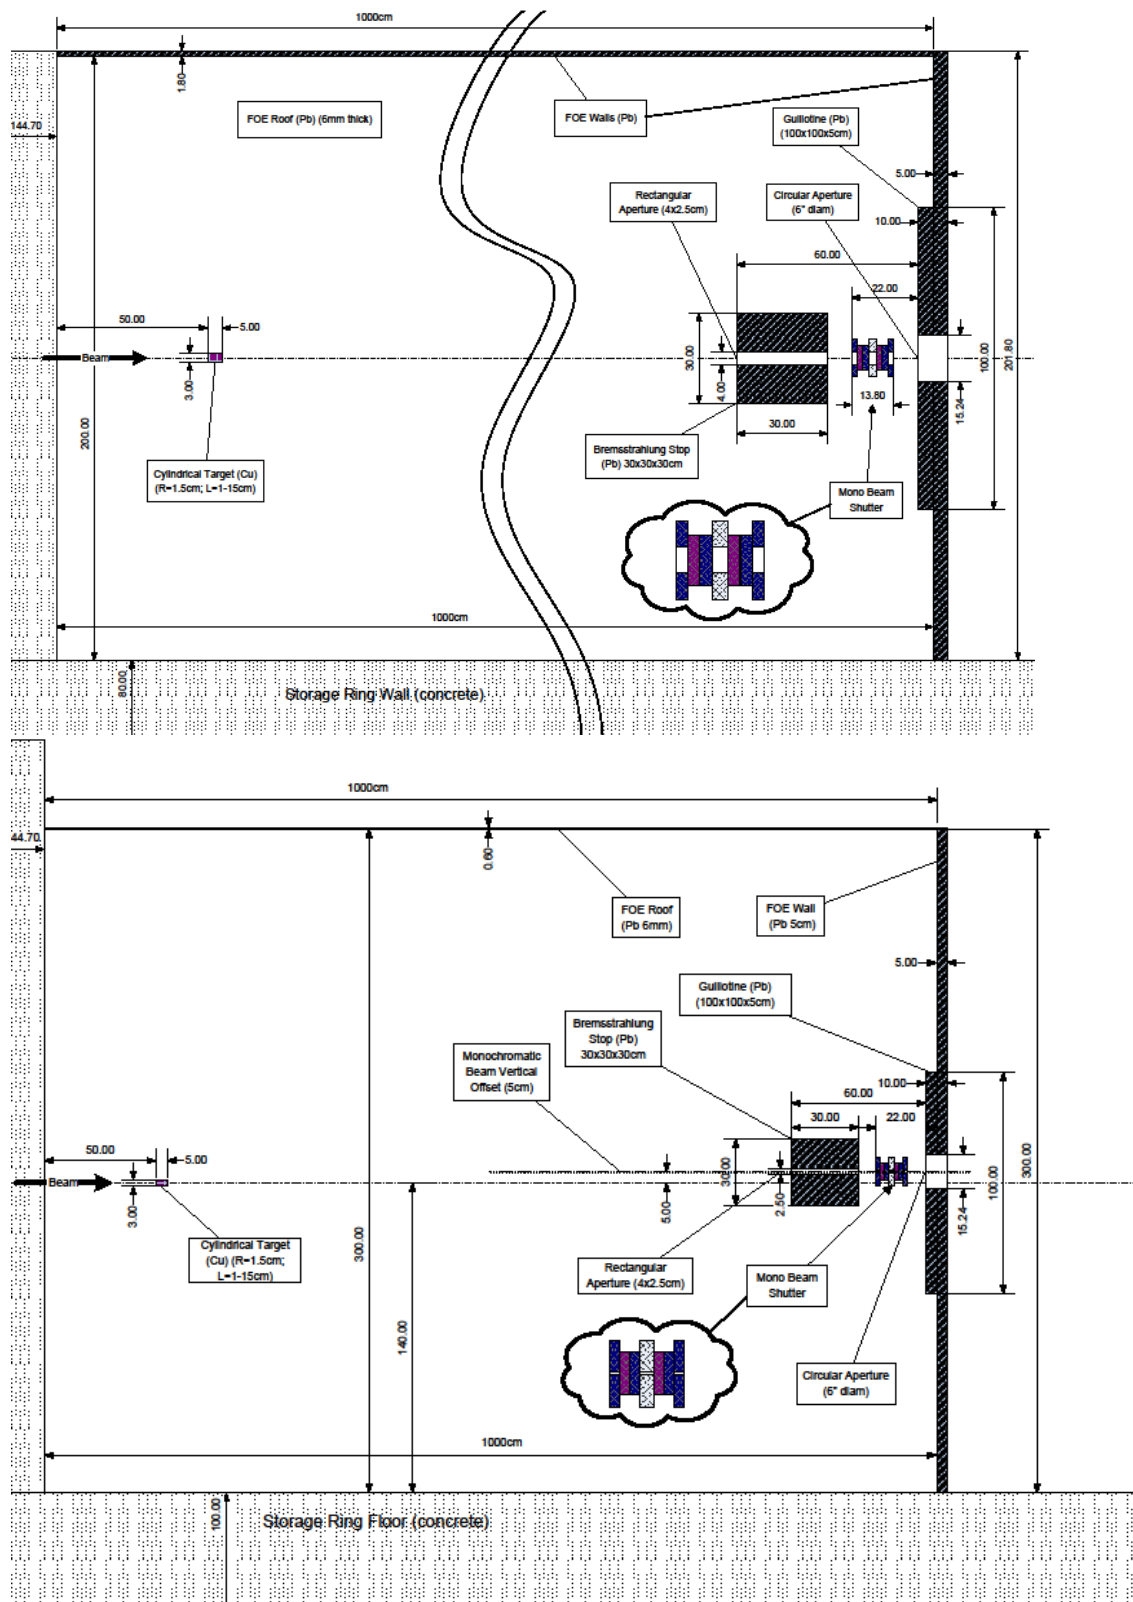 1000cm
1.80
FOE Roof (Pb) (6mm thick)
FOE Walls (Pb)
Guillotine (Pb)
(100x100x5cm)
144.70
5.00
Rectangular
Aperture (4x2.5cm)
Circular Aperture
(6" diam)
10.00
60.00
22.00
50.00
5.00
Beam
3.00
30.00
4.00
100.00
201.80
13.80
15.24
200.00
30.00
Bremsstrahlung Stop
(Pb) 30x30x30cm
Cylindrical Target (Cu)
(R=1.5cm; L=1-15cm)
Mono Beam
Shutter
1000cm
80.00
Storage Ring Wall (concrete)
1000cm
44.70
0.60
FOE Roof
(Pb 6mm)
FOE Wall
(Pb 5cm)
5.00
Guillotine (Pb)
(100x100x5cm)
Bremsstrahlung
Stop (Pb)
30x30x30cm
Monochromatic
Beam Vertical
Offset (5cm)
10.00
60.00
30.00
22.00
50.00
5.00
Beam
3.00
30.00
5.00
2.50
100.00
300.00
15.24
Cylindrical Target
(Cu) (R=1.5cm;
L=1-15cm)
300.00
Rectangular
Aperture (4x2.5cm)
Mono Beam
Shutter
140.00
Circular Aperture
(6" diam)
1000cm
100.00
Storage Ring Floor (concrete)